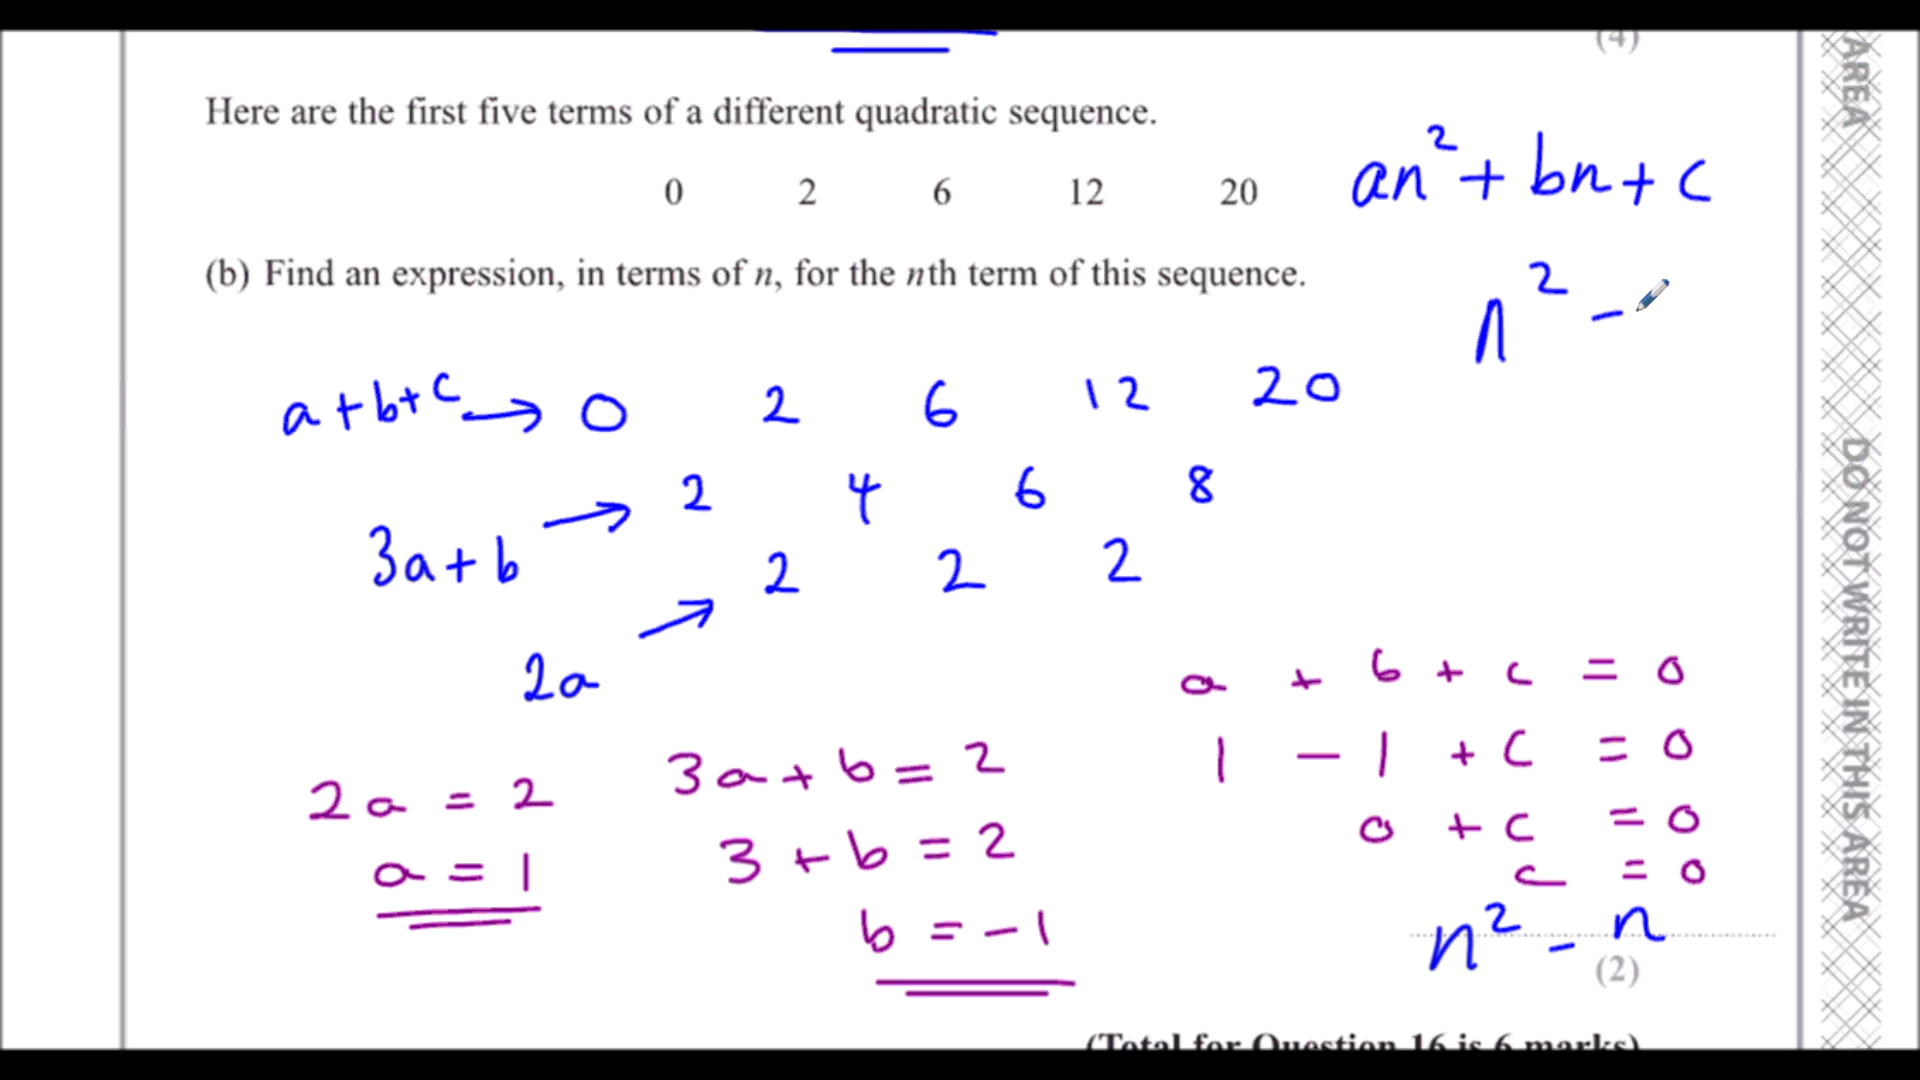 (4)
Here are the first five terms of a different quadratic sequence.
0 2 6 12 20
an² + bn + c
(b) Find an expression, in terms of n, for the nth term of this sequence.
n² -
a + b + c → 0 2 6 12 20
3a + b → 2 4 6 8
2a → 2 2 2
2a = 2
a = 1
3a + b = 2
3 + b = 2
b = -1
a + b + c = 0
1 - 1 + c = 0
0 + c = 0
c = 0
n² - n
(2)
(Total for Question 16 is 6 marks)
AREA
DO NOT WRITE IN THIS AREA